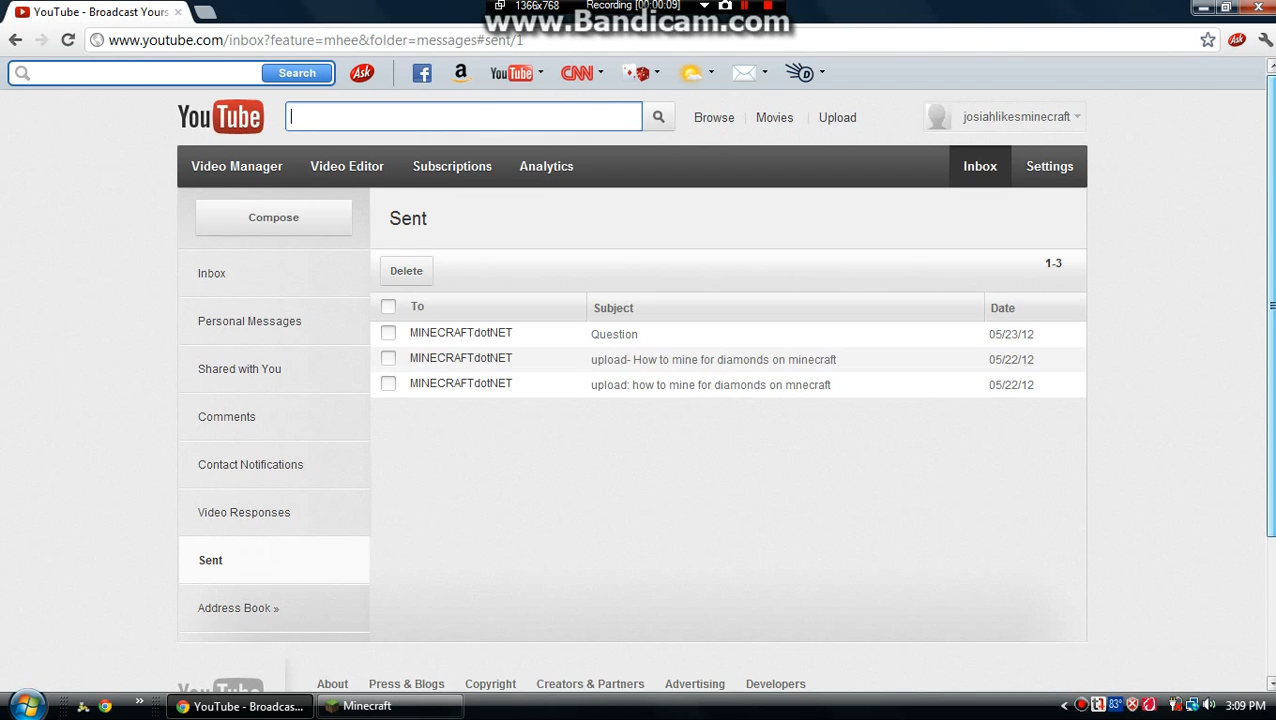 1366x768 Recording [00:00:09]
www.Bandicam.com
YouTube - Broadcast Yours
www.youtube.com/inbox?feature=mhee&folder=messages#sent/1
Search Ask YouTube CNN
YouTube Browse Movies Upload josiahlikesminecraft
Video Manager Video Editor Subscriptions Analytics Inbox Settings
Compose
Sent
Inbox
Delete
1-3
To Subject Date
MINECRAFTdotNET Question 05/23/12
MINECRAFTdotNET upload- How to mine for diamonds on minecraft 05/22/12
MINECRAFTdotNET upload: how to mine for diamonds on mnecraft 05/22/12
Personal Messages
Shared with You
Comments
Contact Notifications
Video Responses
Sent
Address Book »
About Press & Blogs Copyright Creators & Partners Advertising Developers
YouTube - Broadcas... Minecraft 83° 3:09 PM